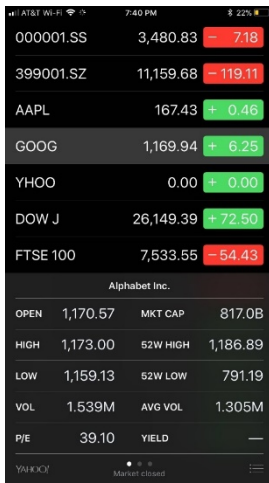 AT&T Wi-Fi 7:40 PM 22%
000001.SS 3,480.83 − 7.18
399001.SZ 11,159.68 − 119.11
AAPL 167.43 + 0.46
GOOG 1,169.94 + 6.25
YHOO 0.00 + 0.00
DOW J 26,149.39 + 72.50
FTSE 100 7,533.55 − 54.43
Alphabet Inc.
OPEN 1,170.57 MKT CAP 817.0B
HIGH 1,173.00 52W HIGH 1,186.89
LOW 1,159.13 52W LOW 791.19
VOL 1.539M AVG VOL 1.305M
P/E 39.10 YIELD —
YAHOO!
Market closed